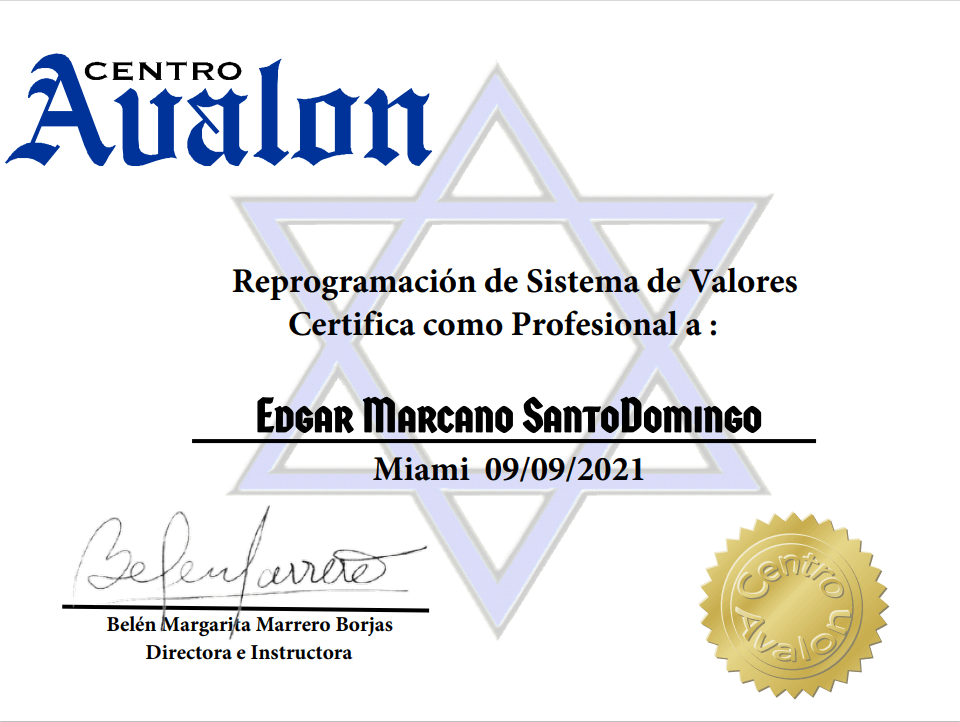 CENTRO
Avalon
Reprogramación de Sistema de Valores
Certifica como Profesional a :
Edgar Marcano SantoDomingo
Miami 09/09/2021
Belen Marrero
Belén Margarita Marrero Borjas
Directora e Instructora
Centro
Avalon